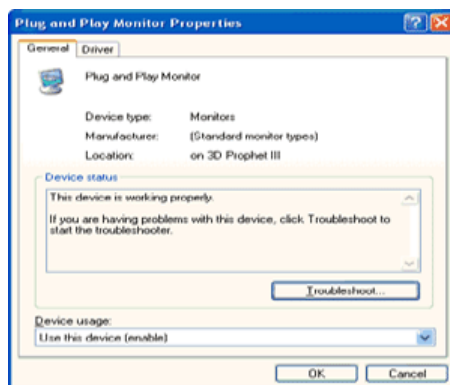 Plug and Play Monitor Properties
General Driver
Plug and Play Monitor
Device type: Monitors
Manufacturer: (Standard monitor types)
Location: on 3D Prophet III
Device status
This device is working properly.
If you are having problems with this device, click Troubleshoot to
start the troubleshooter.
Troubleshoot...
Device usage:
Use this device (enable)
OK Cancel